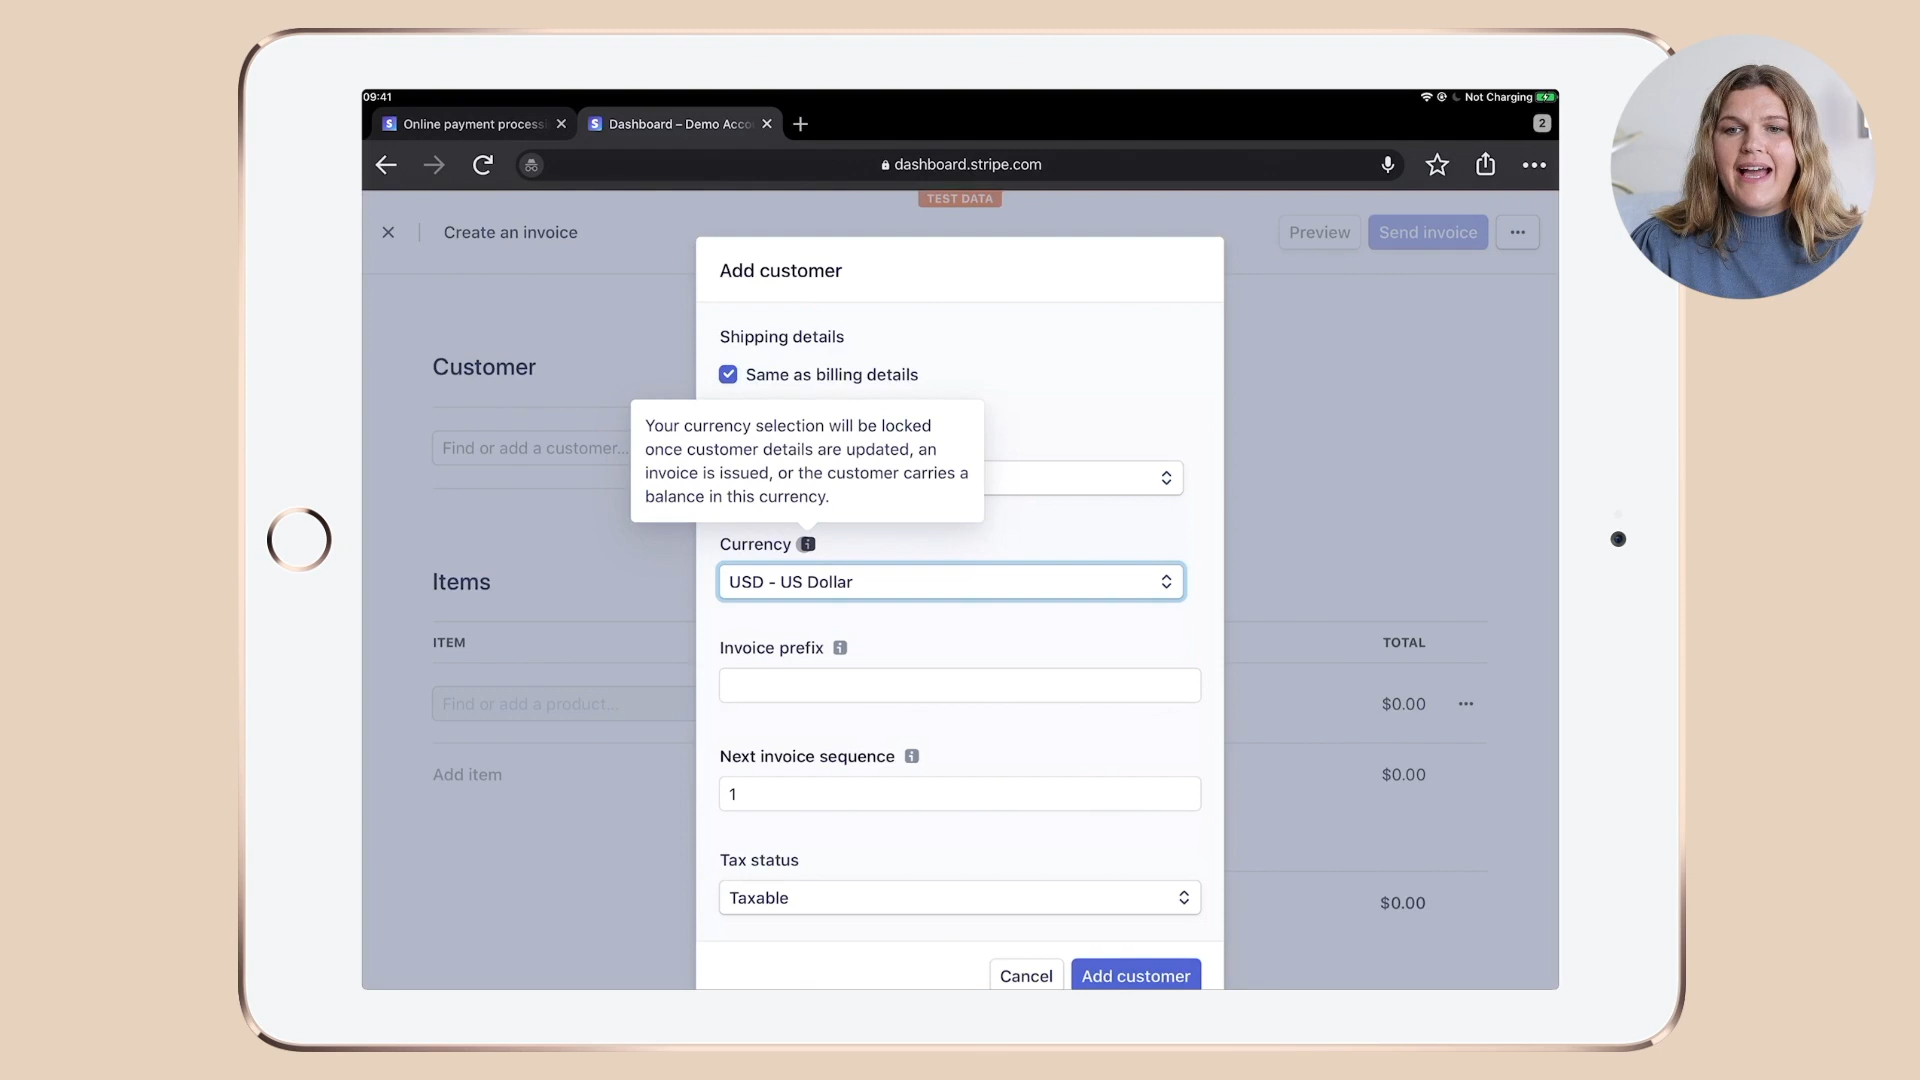 09:41
Not Charging
S Online payment process
S Dashboard – Demo Acco
2
dashboard.stripe.com
TEST DATA
Create an invoice
Preview
Send invoice
Add customer
Shipping details
Same as billing details
Customer
Find or add a customer...
Your currency selection will be locked
once customer details are updated, an
invoice is issued, or the customer carries a
balance in this currency.
Currency
USD - US Dollar
Items
Invoice prefix
ITEM
TOTAL
Find or add a product...
$0.00
Next invoice sequence
Add item
$0.00
1
Tax status
Taxable
$0.00
Cancel
Add customer